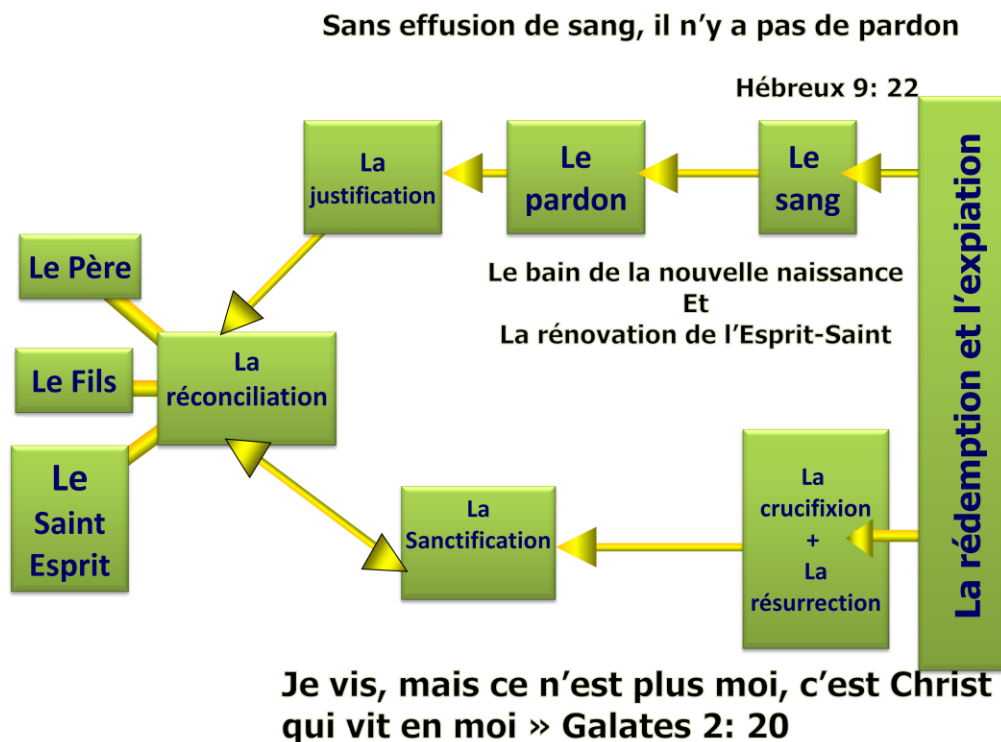 Sans effusion de sang, il n’y a pas de pardon
Hébreux 9: 22
La rédemption et l’expiation
Le
sang
Le
pardon
La
justification
Le Père
Le Fils
Le
Saint
Esprit
La
réconciliation
Le bain de la nouvelle naissance
Et
La rénovation de l’Esprit-Saint
La
Sanctification
La
crucifixion
+
La
résurrection
Je vis, mais ce n’est plus moi, c’est Christ
qui vit en moi » Galates 2: 20